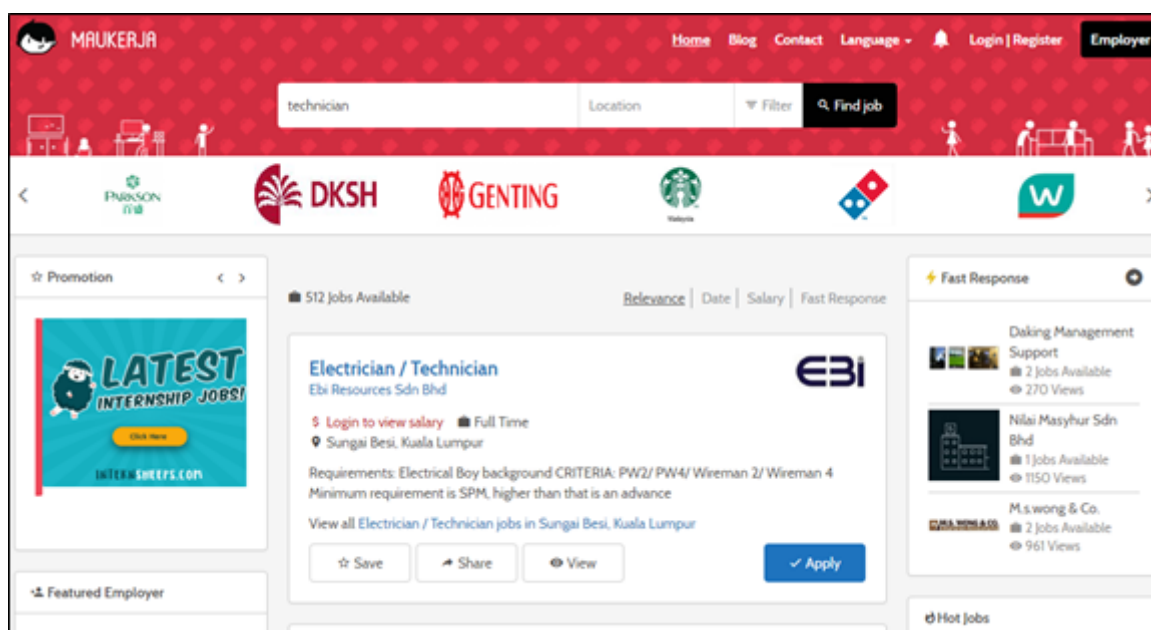 MAUKERJA
Home Blog Contact Language Login | Register Employer
technician Location Filter Find job
PARKSON
百盛
DKSH
GENTING
Malaysia
W
Promotion
LATEST
INTERNSHIP JOBS!
Click Here
INTERNSHEEPS.COM
Featured Employer
512 Jobs Available
Relevance | Date | Salary | Fast Response
Electrician / Technician
Ebi Resources Sdn Bhd
EBi
$ Login to view salary Full Time
Sungai Besi, Kuala Lumpur
Requirements: Electrical Boy background CRITERIA: PW2/ PW4/ Wireman 2/ Wireman 4
Minimum requirement is SPM, higher than that is an advance
View all Electrician / Technician jobs in Sungai Besi, Kuala Lumpur
Save Share View Apply
Fast Response
Daking Management
Support
2 Jobs Available
270 Views
Nilai Masyhur Sdn
Bhd
1 Jobs Available
1150 Views
M.S. WONG & CO.
M.s.wong & Co.
2 Jobs Available
961 Views
Hot Jobs